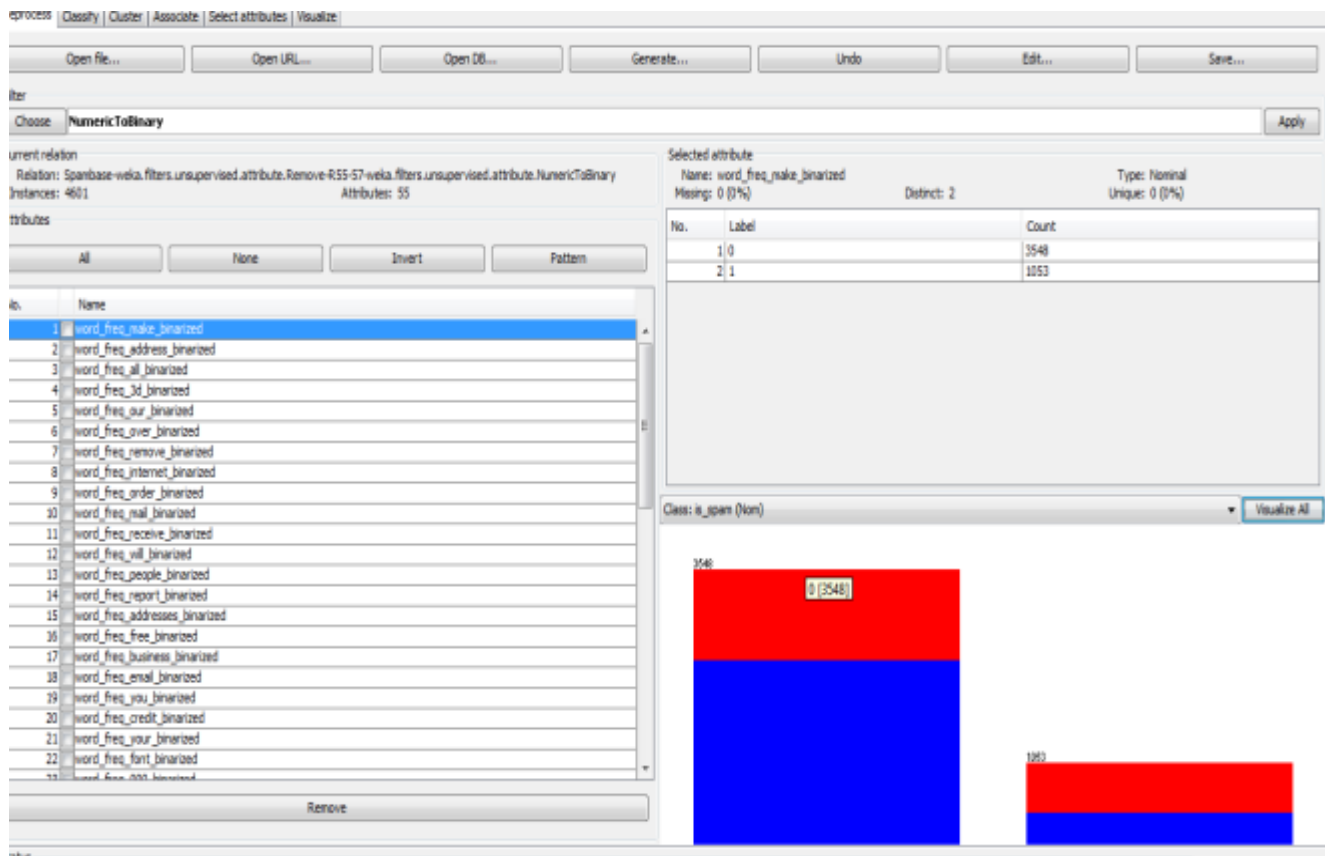 Classify Cluster Associate Select attributes Visualize
Open file... Open URL... Open DB... Generate... Undo Edit... Save...
Choose NumericToBinary Apply
Relation: Spambase-weka.filters.unsupervised.attribute.Remove-R55-57-weka.filters.unsupervised.attribute.NumericToBinary
Instances: 4601 Attributes: 55
Selected attribute
Name: word_freq_make_binarized Type: Nominal
Missing: 0 (0%) Distinct: 2 Unique: 0 (0%)
No. Label Count
1 0 3548
2 1 1053
All None Invert Pattern
Name
1 word_freq_make_binarized
2 word_freq_address_binarized
3 word_freq_all_binarized
4 word_freq_3d_binarized
5 word_freq_our_binarized
6 word_freq_over_binarized
7 word_freq_remove_binarized
8 word_freq_internet_binarized
9 word_freq_order_binarized
10 word_freq_mail_binarized
11 word_freq_receive_binarized
12 word_freq_will_binarized
13 word_freq_people_binarized
14 word_freq_report_binarized
15 word_freq_addresses_binarized
16 word_freq_free_binarized
17 word_freq_business_binarized
18 word_freq_email_binarized
19 word_freq_you_binarized
20 word_freq_credit_binarized
21 word_freq_your_binarized
22 word_freq_font_binarized
Remove
Class: is_spam (Nom) Visualize All
3548
0 [3548]
1053